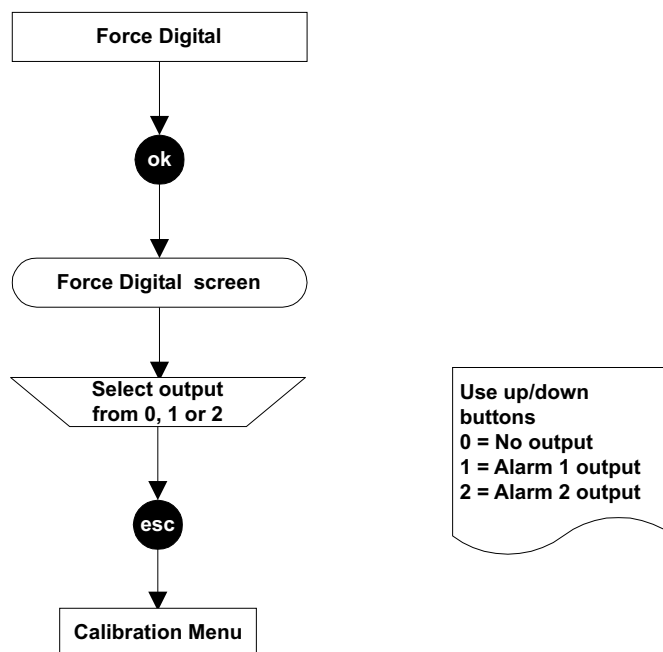 Force Digital
ok
Force Digital screen
Select output
from 0, 1 or 2
esc
Calibration Menu
Use up/down
buttons
0 = No output
1 = Alarm 1 output
2 = Alarm 2 output